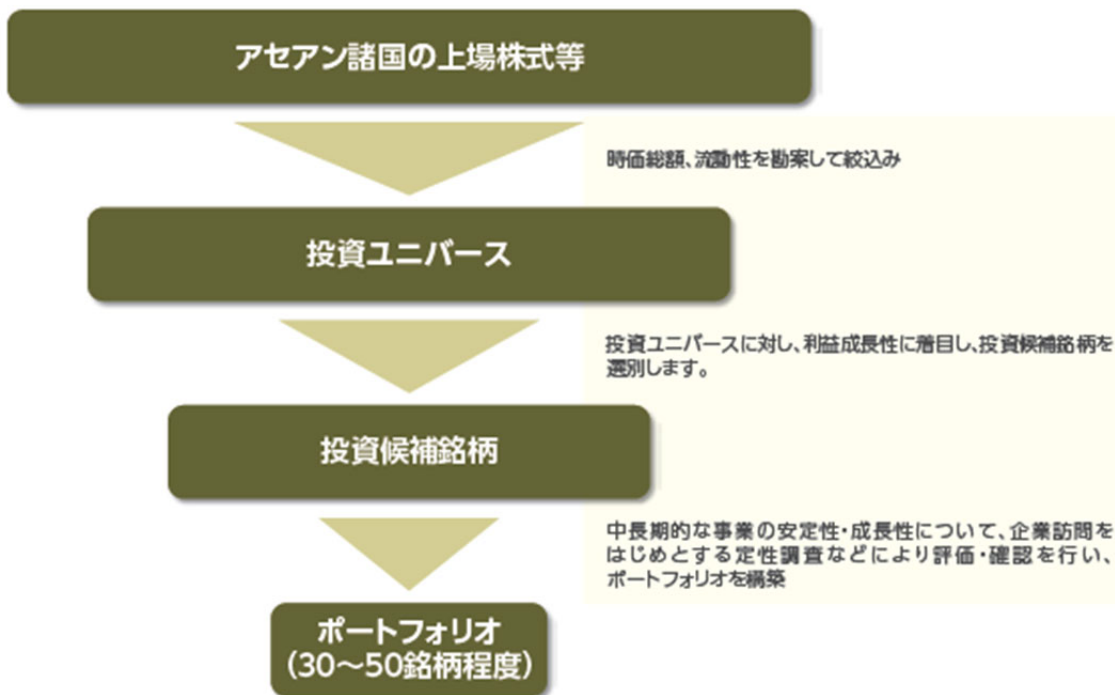 アセアン諸国の上場株式等
時価総額、流動性を勘案して絞込み
投資ユニバース
投資ユニバースに対し、利益成長性に着目し、投資候補銘柄を
選別します。
投資候補銘柄
中長期的な事業の安定性・成長性について、企業訪問を
はじめとする定性調査などにより評価・確認を行い、
ポートフォリオを構築
ポートフォリオ
(30～50銘柄程度)